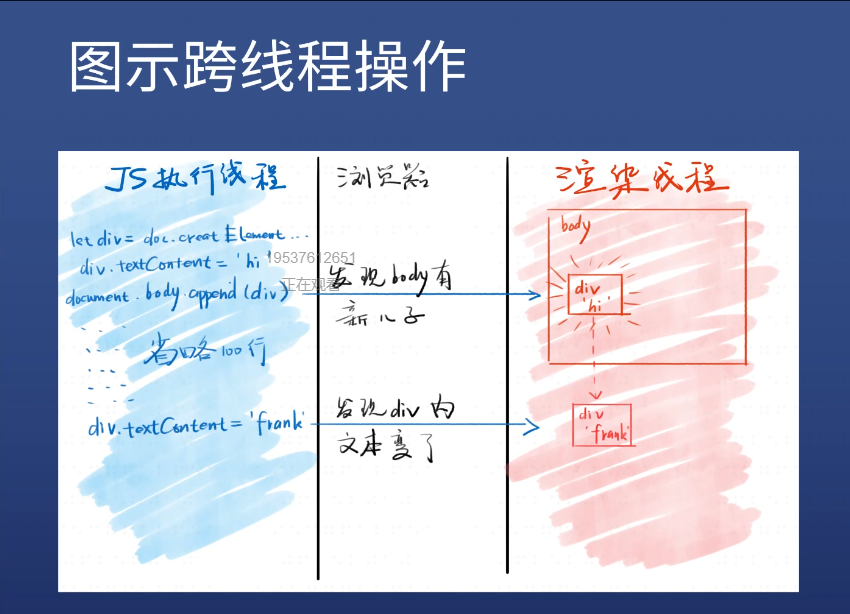 图示跨线程操作
JS执行线程
let div = doc.creat Element ...
div.textContent = 'hi'
document.body.append(div)
省略100行
div.textContent = 'frank'
19537612651
正在观看
浏览器
发现body有
新儿子
发现div内
文本变了
渲染线程
body
div
'hi'
div
'frank'